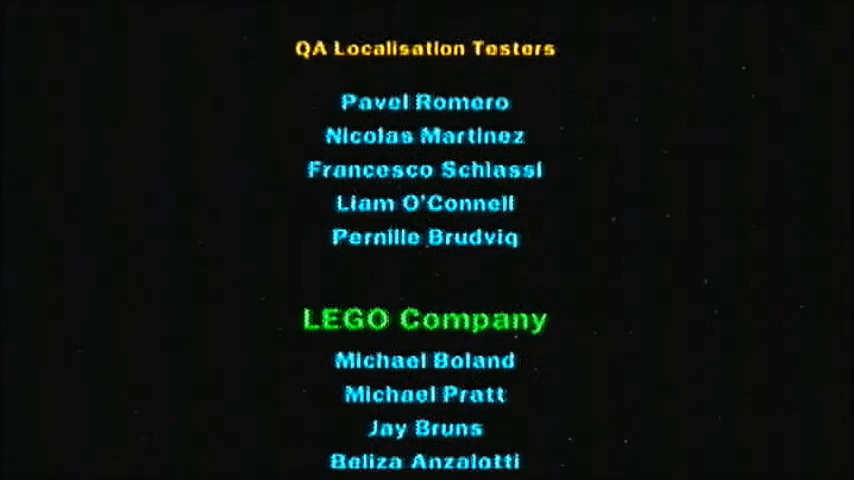 QA Localisation Testers
Pavel Romero
Nicolas Martinez
Francesco Schiassi
Liam O'Connell
Pernille Brudvig
LEGO Company
Michael Boland
Michael Pratt
Jay Bruns
Beliza Anzalotti